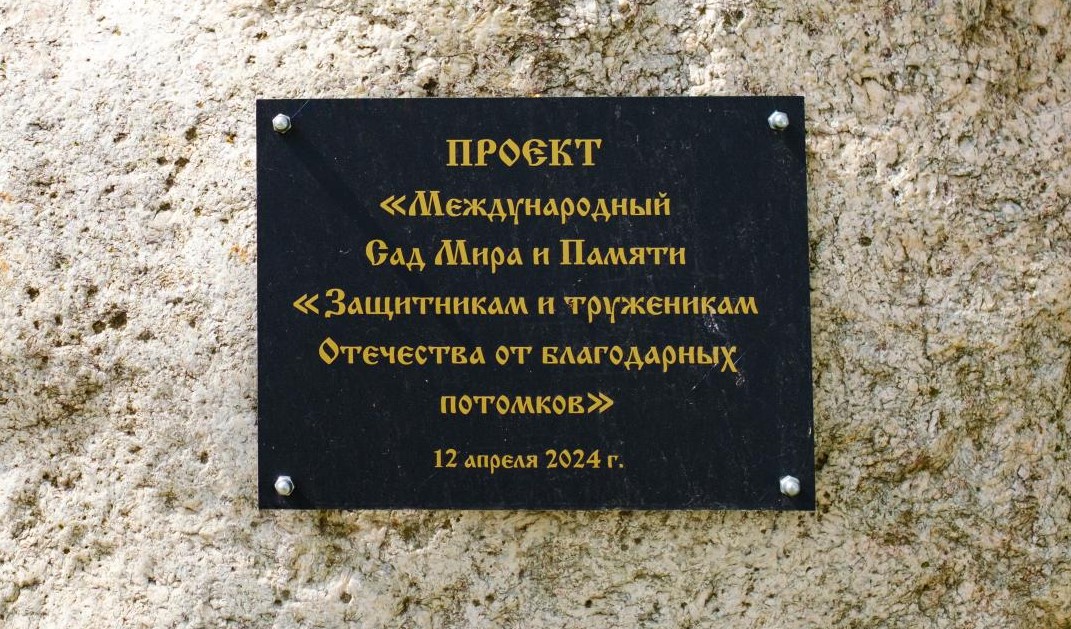 ПРОЕКТ
«Международный
Сад Мира и Памяти
«Защитникам и труженикам
Отечества от благодарных
потомков»
12 апреля 2024 г.